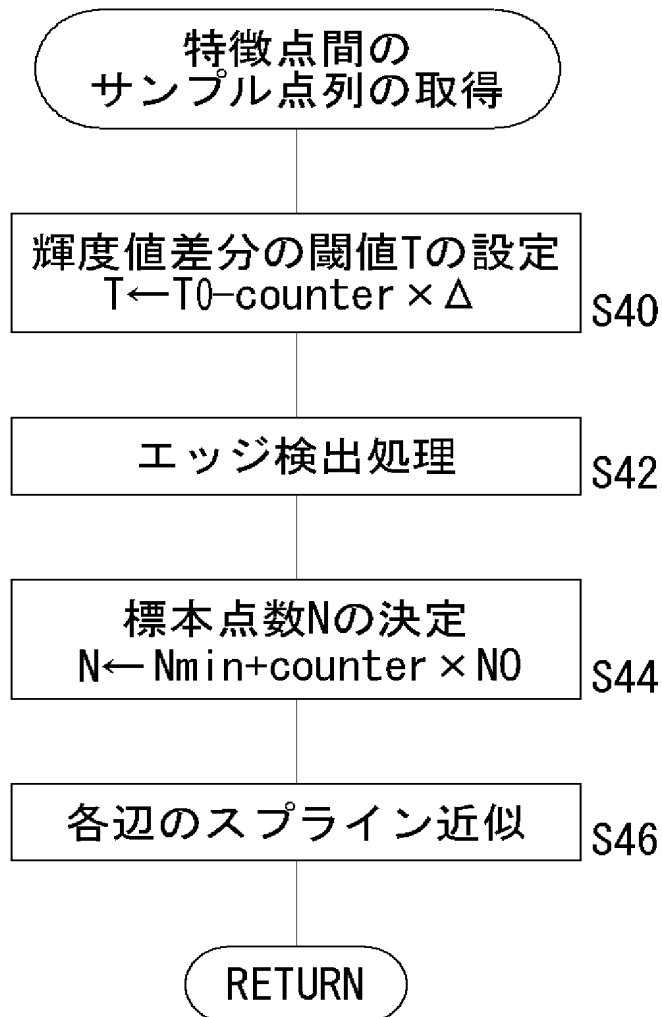 特徴点間の
サンプル点列の取得
輝度値差分の閾値Tの設定
T←T0-counter×Δ
S40
エッジ検出処理
S42
標本点数Nの決定
N←Nmin+counter×N0
S44
各辺のスプライン近似
S46
RETURN